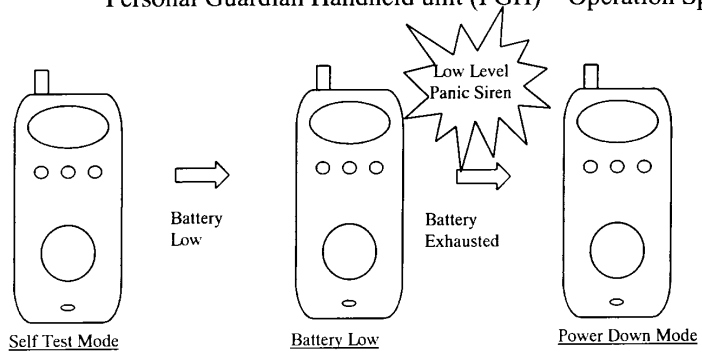 Personal Guardian Handheld unit (PGH) – Operation
Low Level
Panic Siren
Battery
Low
Battery
Exhausted
Self Test Mode
Battery Low
Power Down Mode